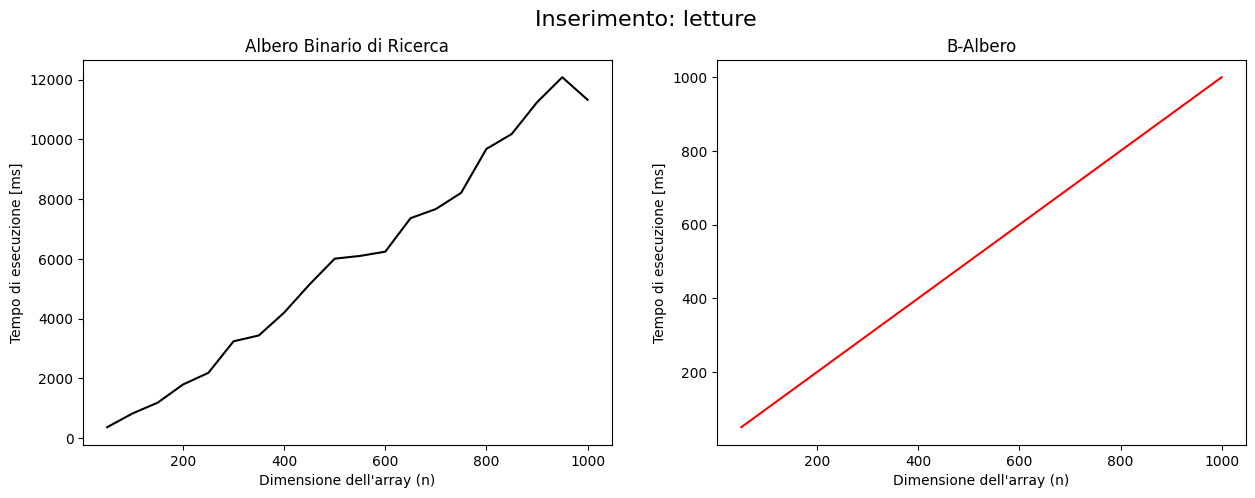 Inserimento: letture
Albero Binario di Ricerca
12000
10000
8000
6000
4000
2000
0
Tempo di esecuzione [ms]
200 400 600 800 1000
Dimensione dell'array (n)
B-Albero
1000
800
600
400
200
Tempo di esecuzione [ms]
200 400 600 800 1000
Dimensione dell'array (n)